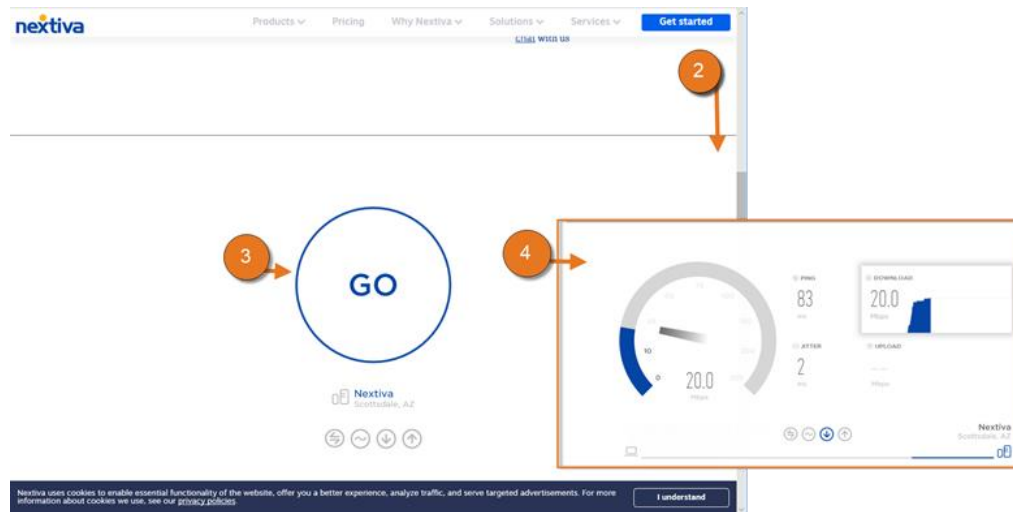 nextiva
Products
Pricing
Why Nextiva
Solutions
Services
Get started
chat with us
2
3
GO
Nextiva
Scottsdale, AZ
4
PING
83
ms
DOWNLOAD
20.0
Mbps
JITTER
2
ms
UPLOAD
Mbps
0
10
20.0
Mbps
Nextiva
Scottsdale, AZ
Nextiva uses cookies to enable essential functionality of the website, offer you a better experience, analyze traffic, and serve targeted advertisements. For more
information about cookies we use, see our privacy policies
I understand